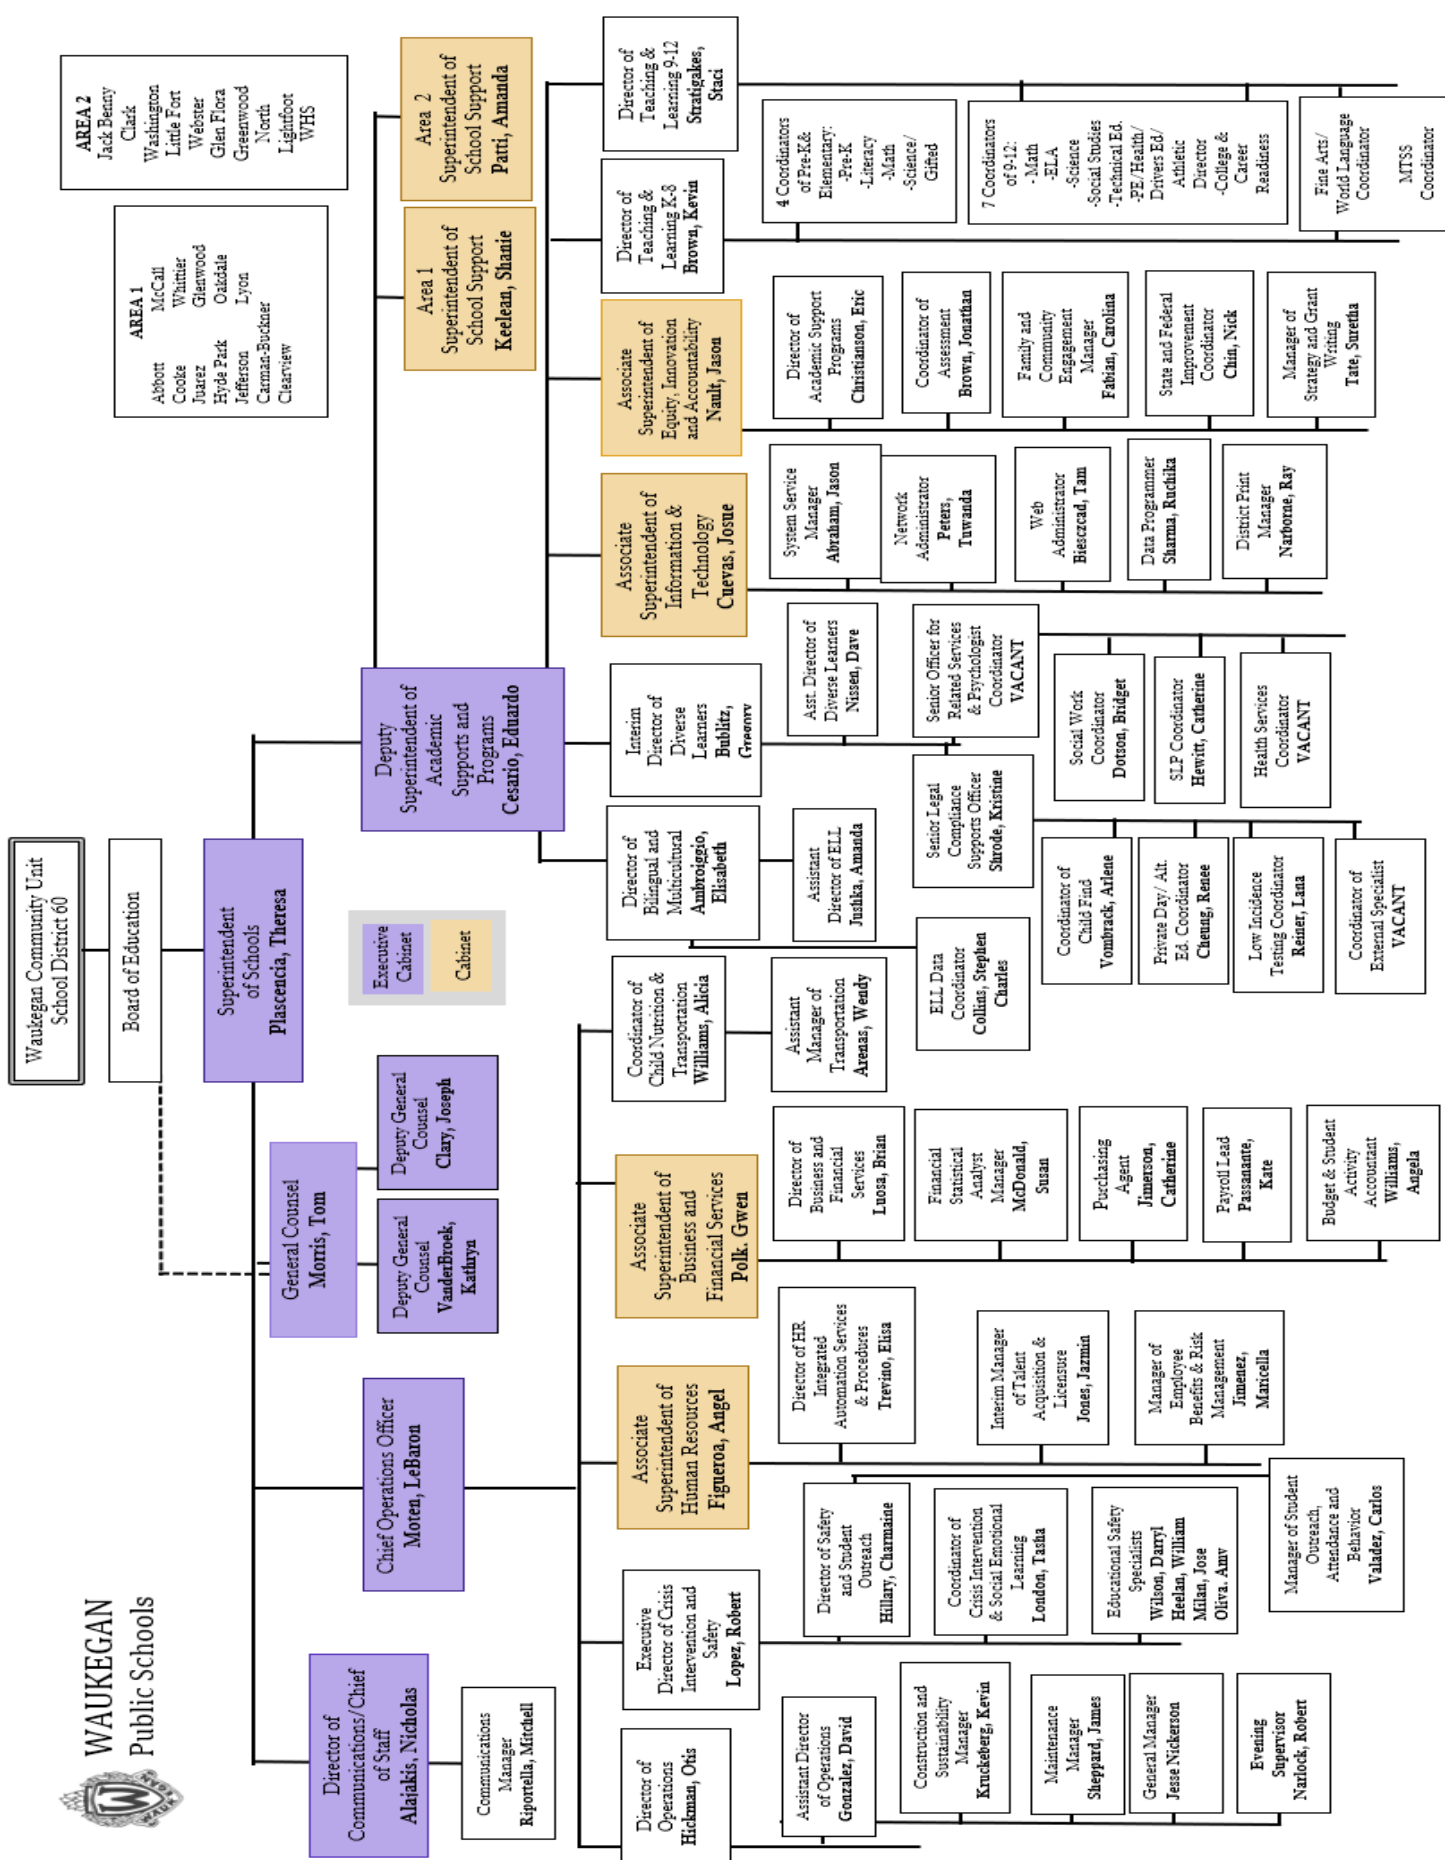 WAUKEGAN
Public Schools
Waukegan Community Unit
School District 60
Board of Education
Superintendent
of Schools
Plascencia, Theresa
Executive
Cabinet
Cabinet
AREA 1
Abbott McCall
Cooke Whittier
Juarez Glenwood
Hyde Park Oakdale
Jefferson Lyon
Carman-Buckner
Clearview
AREA 2
Jack Benny
Clark
Washington
Little Fort
Webster
Glen Flora
Greenwood
North
Lightfoot
WHS
Director of
Communications/Chief
of Staff
Alajakis, Nicholas
Communications
Manager
Riportella, Mitchell
Chief Operations Officer
Moten, LeBaron
General Counsel
Morris, Tom
Deputy General
Counsel
VanderBroek,
Kathryn
Deputy General
Counsel
Clary, Joseph
Deputy
Superintendent of
Academic
Supports and
Programs
Cesario, Eduardo
Area 1
Superintendent of
School Support
Keelean, Shanie
Area 2
Superintendent of
School Support
Patti, Amanda
Director of
Operations
Hickman, Otis
Assistant Director
of Operations
Gonzalez, David
Construction and
Sustainability
Manager
Kruckeberg, Kevin
Maintenance
Manager
Sheppard, James
General Manager
Jesse Nickerson
Evening
Supervisor
Narlock, Robert
Executive
Director of Crisis
Intervention and
Safety
Lopez, Robert
Director of Safety
and Student
Outreach
Hillary, Charmaine
Coordinator of
Crisis Intervention
& Social Emotional
Learning
London, Tasha
Educational Safety
Specialists
Wilson, Darryl
Heelan, William
Milan, Jose
Oliva. Amy
Manager of Student
Outreach,
Attendance and
Behavior
Valadez, Carlos
Associate
Superintendent of
Human Resources
Figueroa, Angel
Director of HR
Integrated
Automation Services
& Procedures
Trevino, Elisa
Interim Manager
of Talent
Acquisition &
Licensure
Jones, Jazmin
Manager of
Employee
Benefits & Risk
Management
Jimenez,
Maricella
Associate
Superintendent of
Business and
Financial Services
Polk. Gwen
Director of
Business and
Financial
Services
Luosa, Brian
Financial
Statistical
Analyst
Manager
McDonald,
Susan
Purchasing
Agent
Jimerson,
Catherine
Payroll Lead
Passanante,
Kate
Budget & Student
Activity
Accountant
Williams,
Angela
Coordinator of
Child Nutrition &
Transportation
Williams, Alicia
Assistant
Manager of
Transportation
Arenas, Wendy
Director of
Bilingual and
Multicultural
Ambroiggio,
Elisabeth
Assistant
Director of ELL
Jushka, Amanda
ELL Data
Coordinator
Collins, Stephen
Charles
Interim
Director of
Diverse
Learners
Bublitz,
Gregory
Asst. Director of
Diverse Learners
Nissen, Dave
Senior Legal
Compliance
Supports Officer
Strode, Kristine
Coordinator of
Child Find
Vombrack, Arlene
Private Day/ Alt.
Ed. Coordinator
Cheung, Renee
Low Incidence
Testing Coordinator
Reiner, Lana
Coordinator of
External Specialist
VACANT
Senior Officer for
Related Services
& Psychologist
Coordinator
VACANT
Social Work
Coordinator
Dotson, Bridget
SLP Coordinator
Hewitt, Catherine
Health Services
Coordinator
VACANT
Associate
Superintendent of
Information &
Technology
Cuevas, Josue
System Service
Manager
Abraham, Jason
Network
Administrator
Peters,
Tuwanda
Web
Administrator
Biesczcad, Tam
Data Programmer
Sharma, Ruchika
District Print
Manager
Narborne, Ray
Associate
Superintendent of
Equity, Innovation
and Accountability
Nault, Jason
Director of
Academic Support
Programs
Christianson, Eric
Coordinator of
Assessment
Brown, Jonathan
Family and
Community
Engagement
Manager
Fabian, Carolina
State and Federal
Improvement
Coordinator
Chin, Nick
Manager of
Strategy and Grant
Writing
Tate, Suretha
Director of
Teaching &
Learning K-8
Brown, Kevin
Director of
Teaching &
Learning 9-12
Stratigakes,
Staci
4 Coordinators
of Pre-K&
Elementary:
-Pre-K
-Literacy
-Math
-Science/
Gifted
7 Coordinators
of 9-12:
- Math
-ELA
-Science
-Social Studies
-Technical Ed.
-PE/Health/
Drivers Ed/
Athletic
Director
-College &
Career
Readiness
Fine Arts/
World Language
Coordinator
MTSS
Coordinator